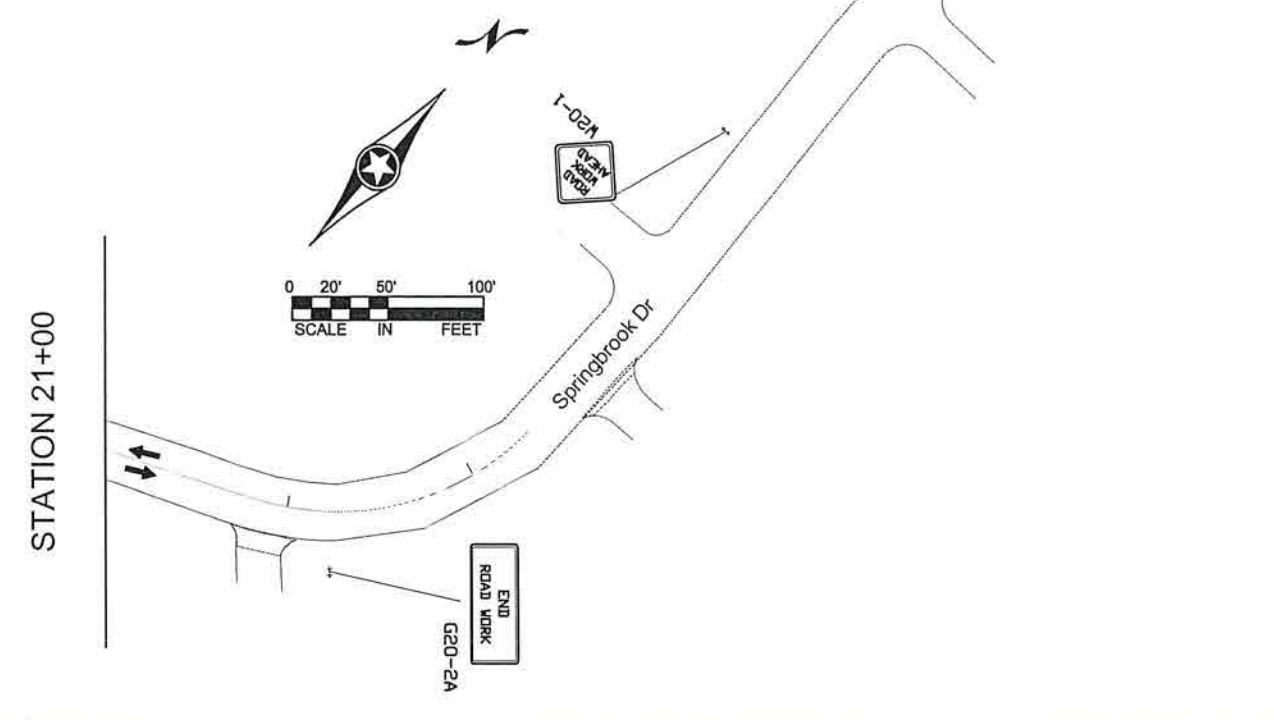 N
W20-1
ROAD
WORK
AHEAD
0 20' 50' 100'
SCALE IN FEET
STATION 21+00
Springbrook Dr
END
ROAD WORK
G20-2A